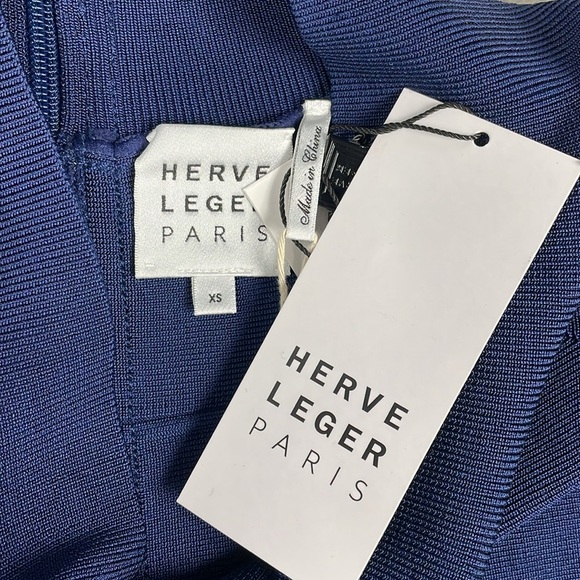 HERVE
LEGER
PARIS
XS
Made in China
HERVE
LEGER
PARIS